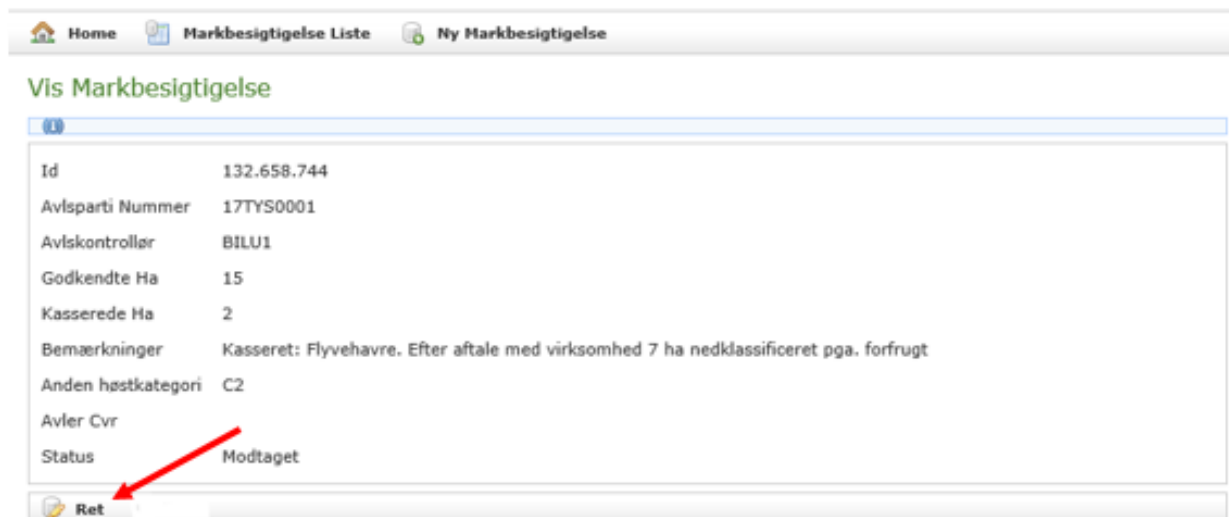 Home Markbesigtigelse Liste Ny Markbesigtigelse
Vis Markbesigtigelse
Id 132.658.744
Avlsparti Nummer 17TYS0001
Avlskontrollør BILU1
Godkendte Ha 15
Kasserede Ha 2
Bemærkninger Kasseret: Flyvehavre. Efter aftale med virksomhed 7 ha nedklassificeret pga. forfrugt
Anden høstkategori C2
Avler Cvr
Status Modtaget
Ret